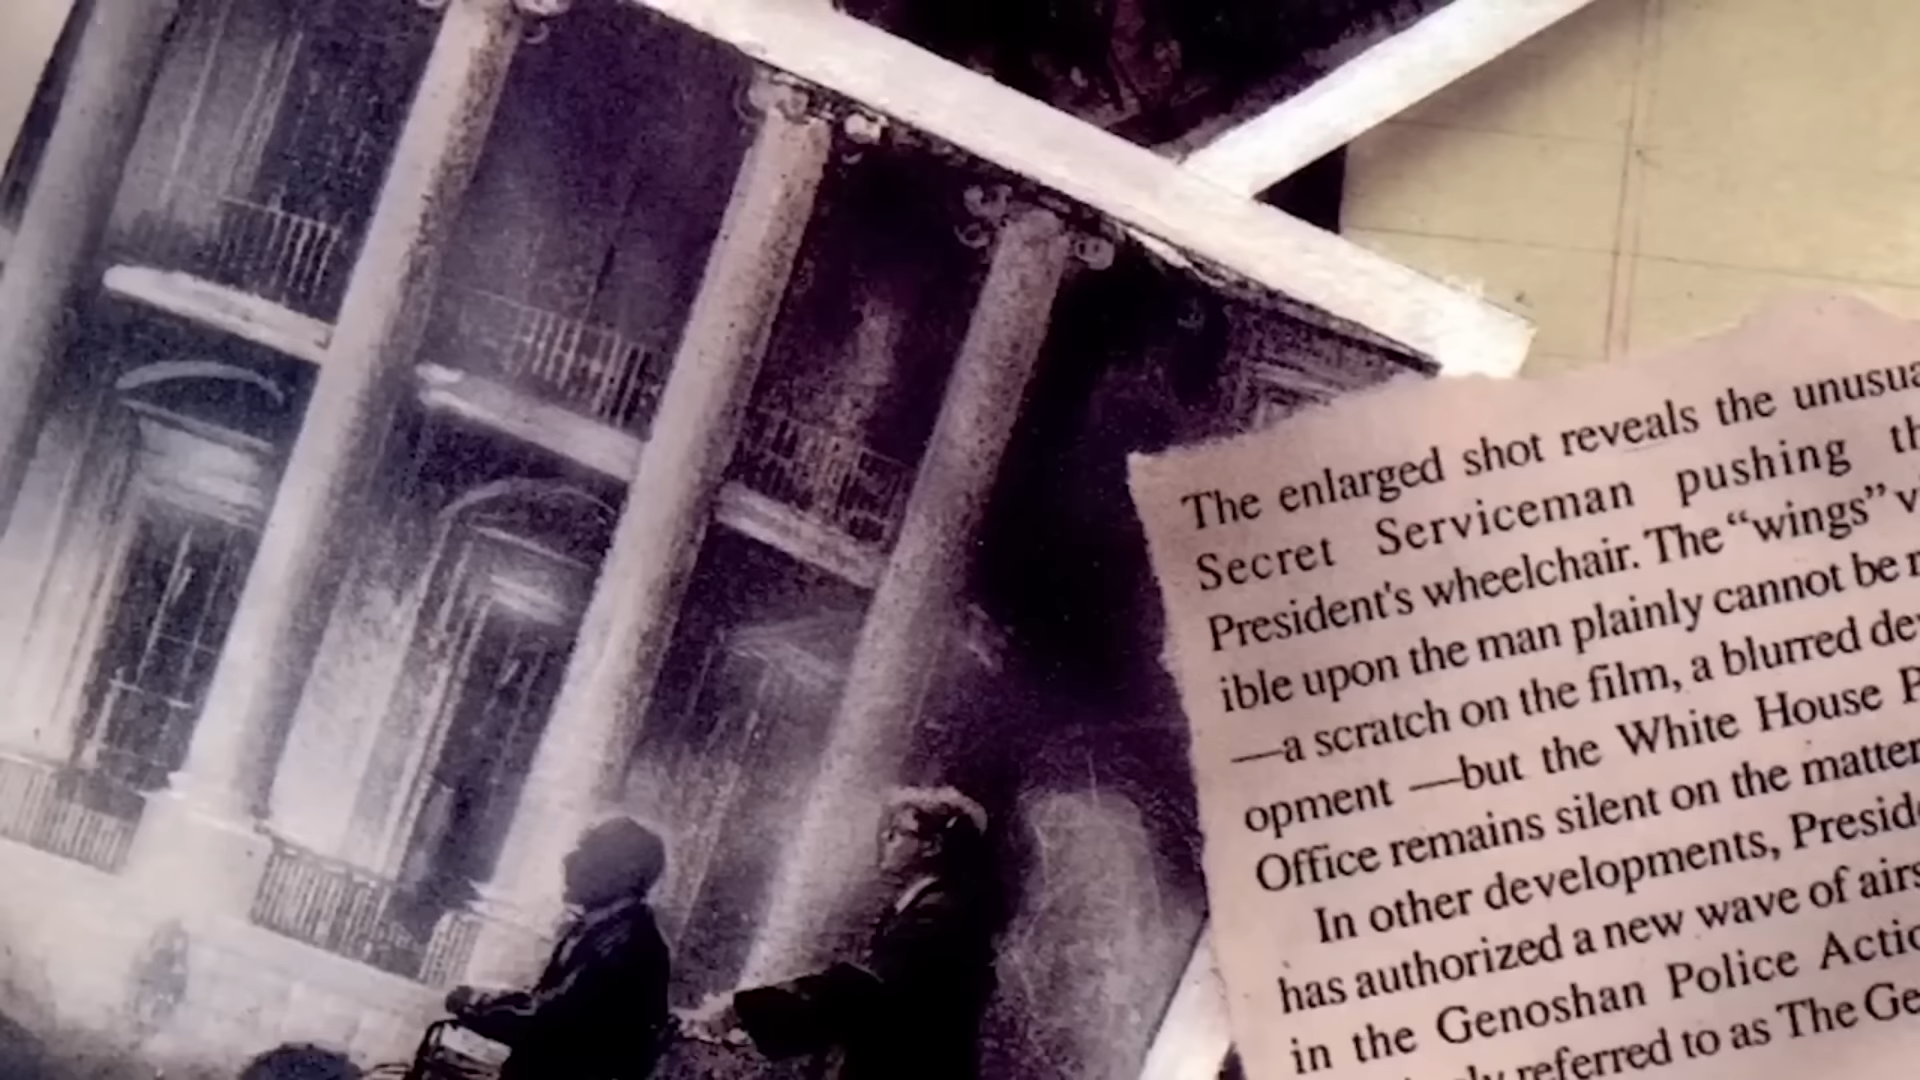 The enlarged shot reveals the unusua
Secret Serviceman pushing th
President's wheelchair. The “wings” v
ible upon the man plainly cannot be r
—a scratch on the film, a blurred dev
opment —but the White House P
Office remains silent on the matter
In other developments, Preside
has authorized a new wave of airs
in the Genoshan Police Actio
ly referred to as The Ge